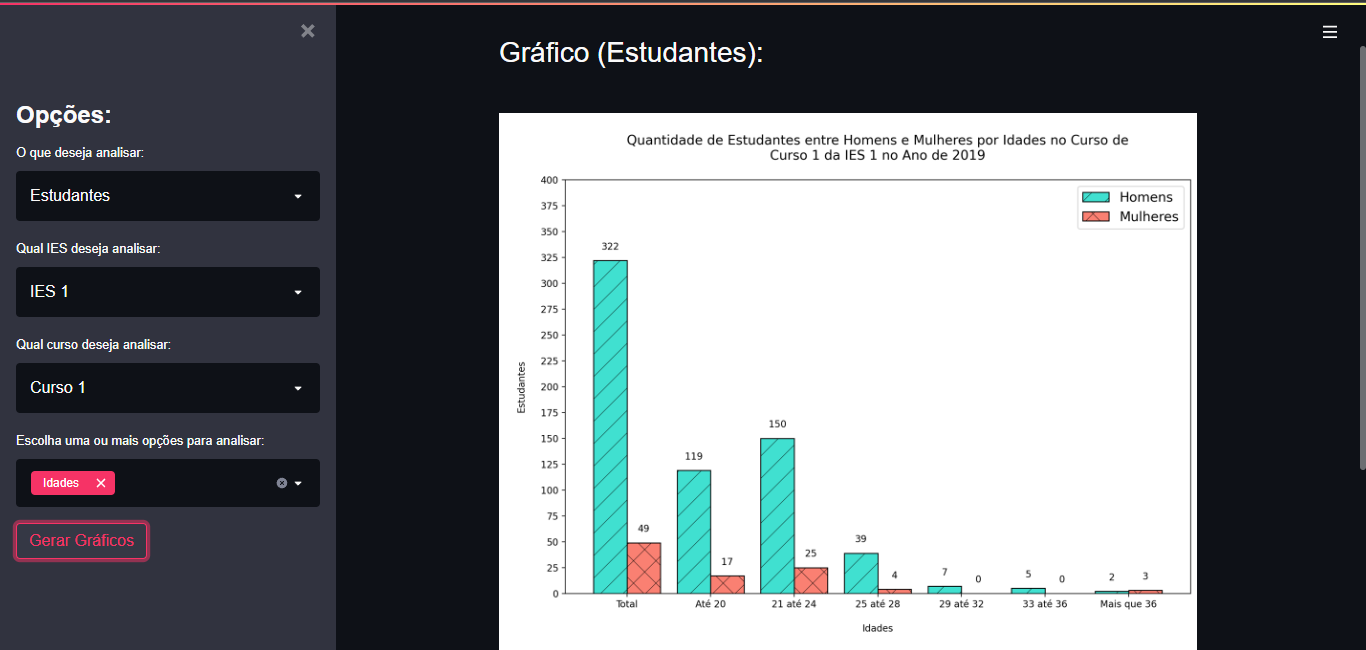 Opções:
O que deseja analisar:
Estudantes
Qual IES deseja analisar:
IES 1
Qual curso deseja analisar:
Curso 1
Escolha uma ou mais opções para analisar:
Idades
Gerar Gráficos
Gráfico (Estudantes):
Quantidade de Estudantes entre Homens e Mulheres por Idades no Curso de
Curso 1 da IES 1 no Ano de 2019
Homens
Mulheres
400
375
350
325
300
275
250
225
200
175
150
125
100
75
50
25
0
Estudantes
322
49
119
17
150
25
39
4
7
0
5
0
2
3
Total
Até 20
21 até 24
25 até 28
29 até 32
33 até 36
Mais que 36
Idades